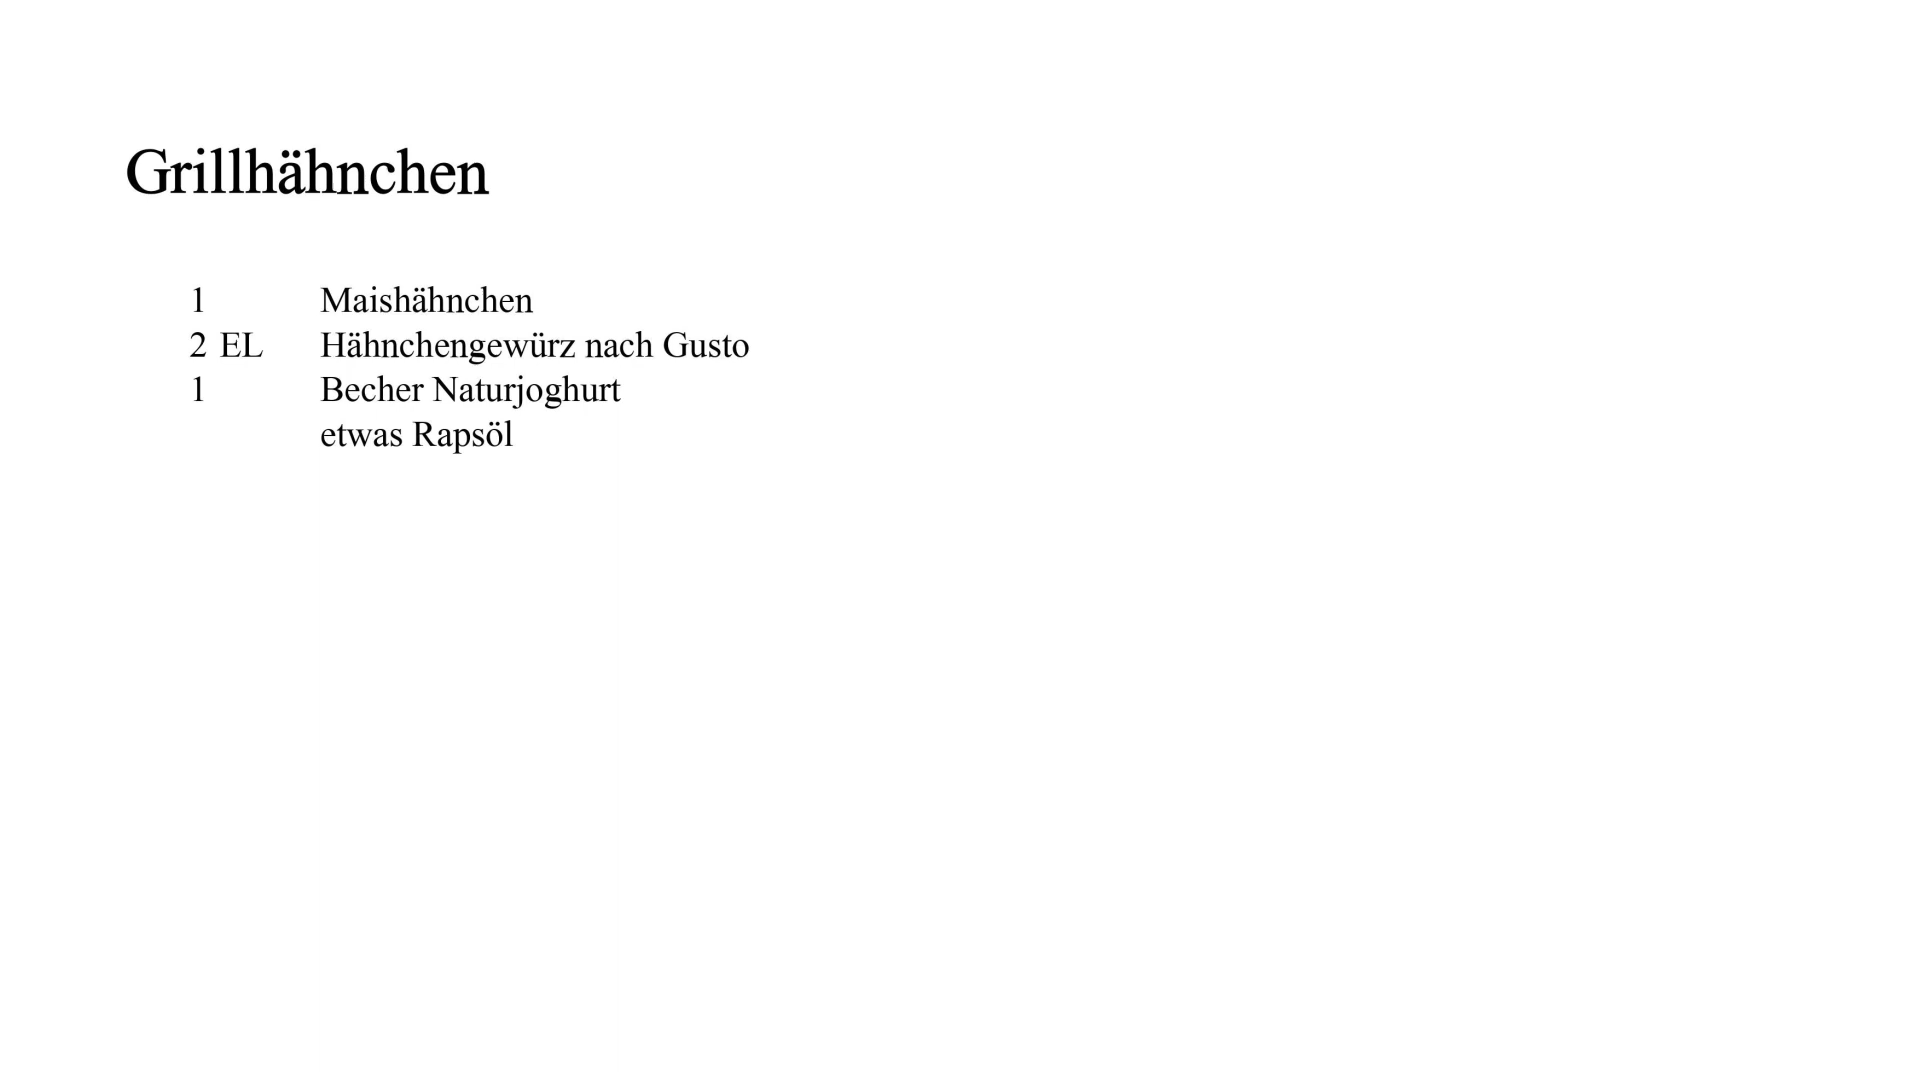 Grillhähnchen
1 Maishähnchen
2 EL Hähnchengewürz nach Gusto
1 Becher Naturjoghurt
etwas Rapsöl